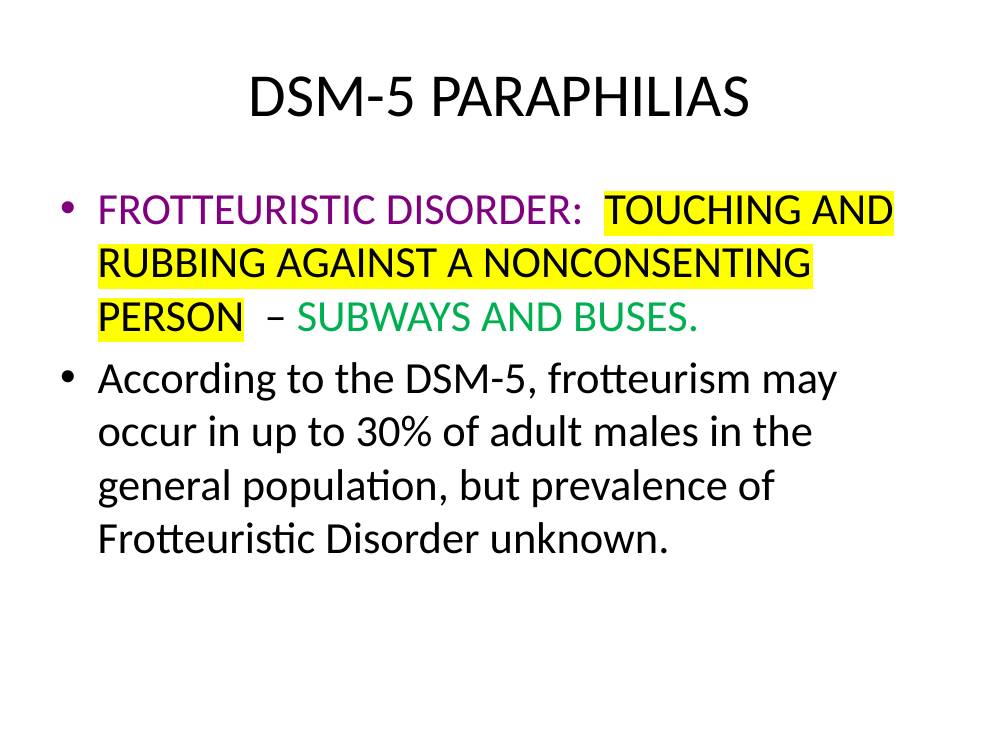 DSM-5 PARAPHILIAS
• FROTTEURISTIC DISORDER: TOUCHING AND
RUBBING AGAINST A NONCONSENTING
PERSON – SUBWAYS AND BUSES.
• According to the DSM-5, frotteurism may
occur in up to 30% of adult males in the
general population, but prevalence of
Frotteuristic Disorder unknown.